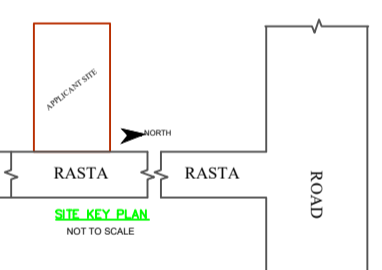 APPLICANT SITE
NORTH
RASTA
RASTA
ROAD
SITE KEY PLAN
NOT TO SCALE